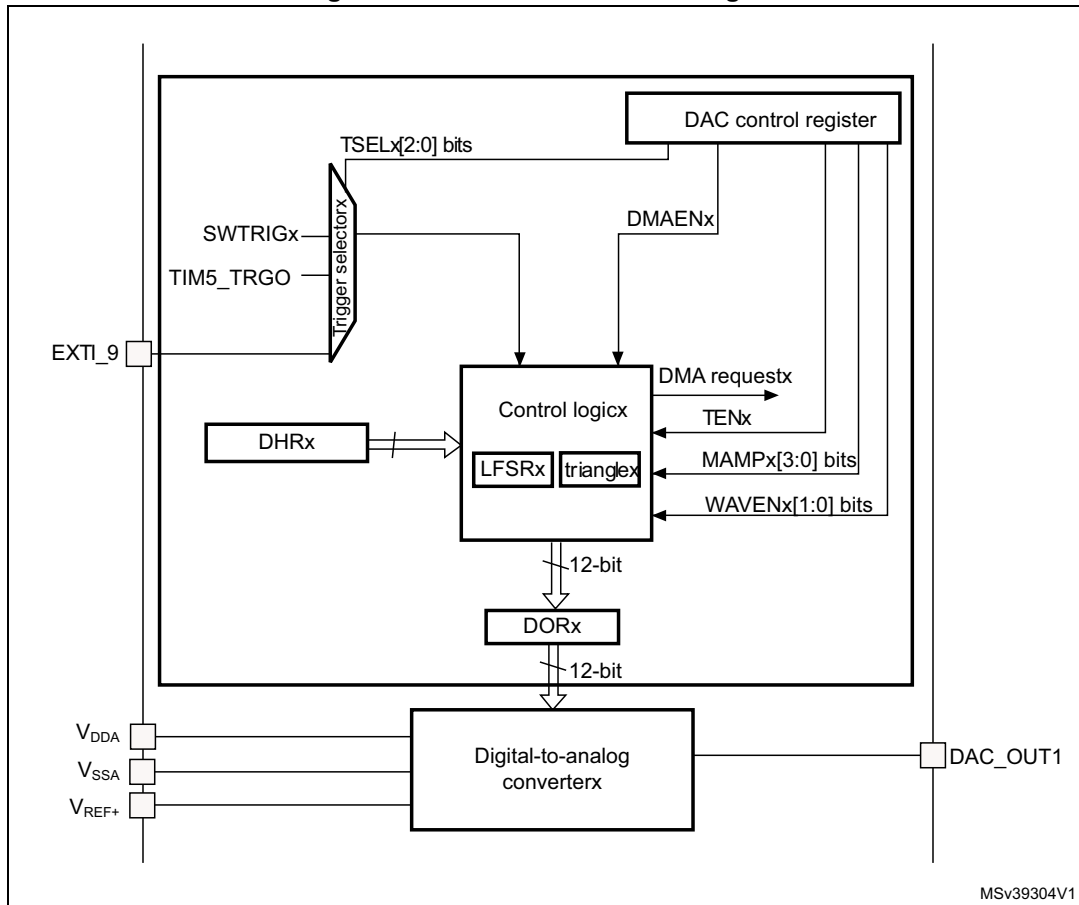 DAC control register
TSELx[2:0] bits
DMAENx
SWTRIGx
TIM5_TRGO
Trigger selectorx
EXTI_9
DMA requestx
Control logicx
TENx
DHRx
MAMPx[3:0] bits
LFSRx
trianglex
WAVENx[1:0] bits
12-bit
DORx
12-bit
VDDA
Digital-to-analog
converterx
DAC_OUT1
VSSA
VREF+
MSv39304V1